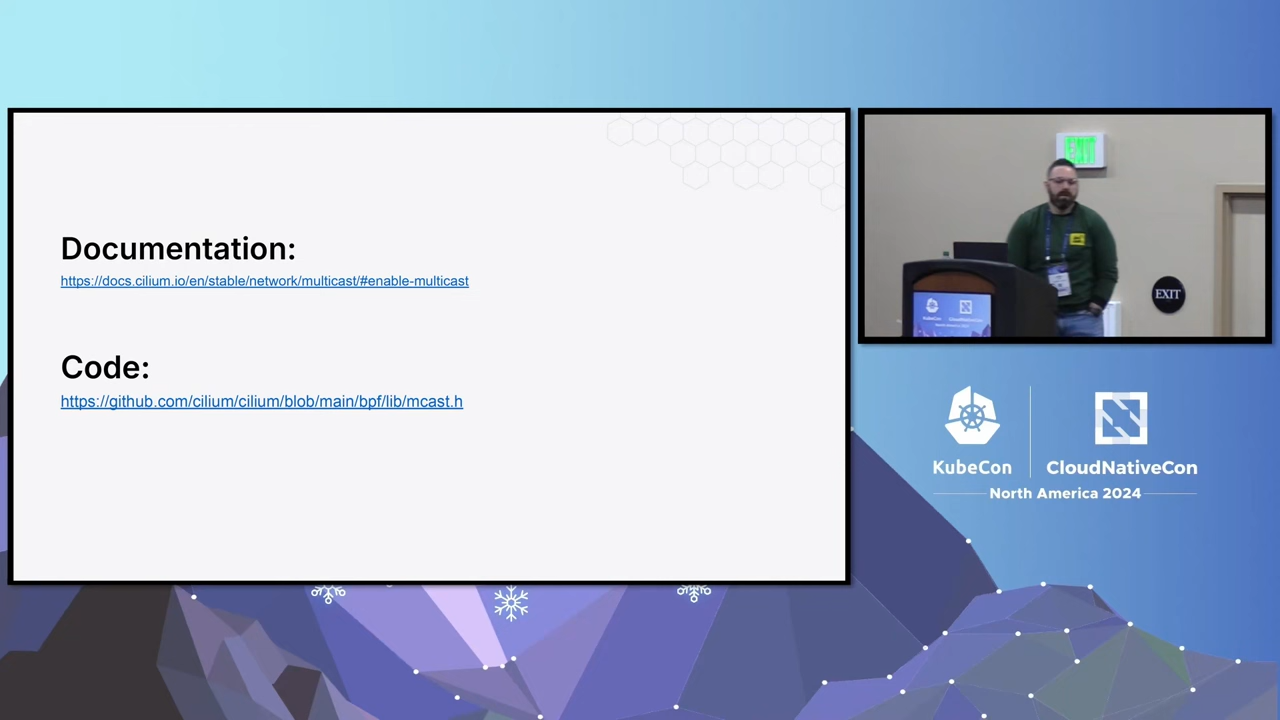 Documentation:
https://docs.cilium.io/en/stable/network/multicast/#enable-multicast
Code:
https://github.com/cilium/cilium/blob/main/bpf/lib/mcast.h
EXIT
EXIT
KubeCon
CloudNativeCon
North America 2024